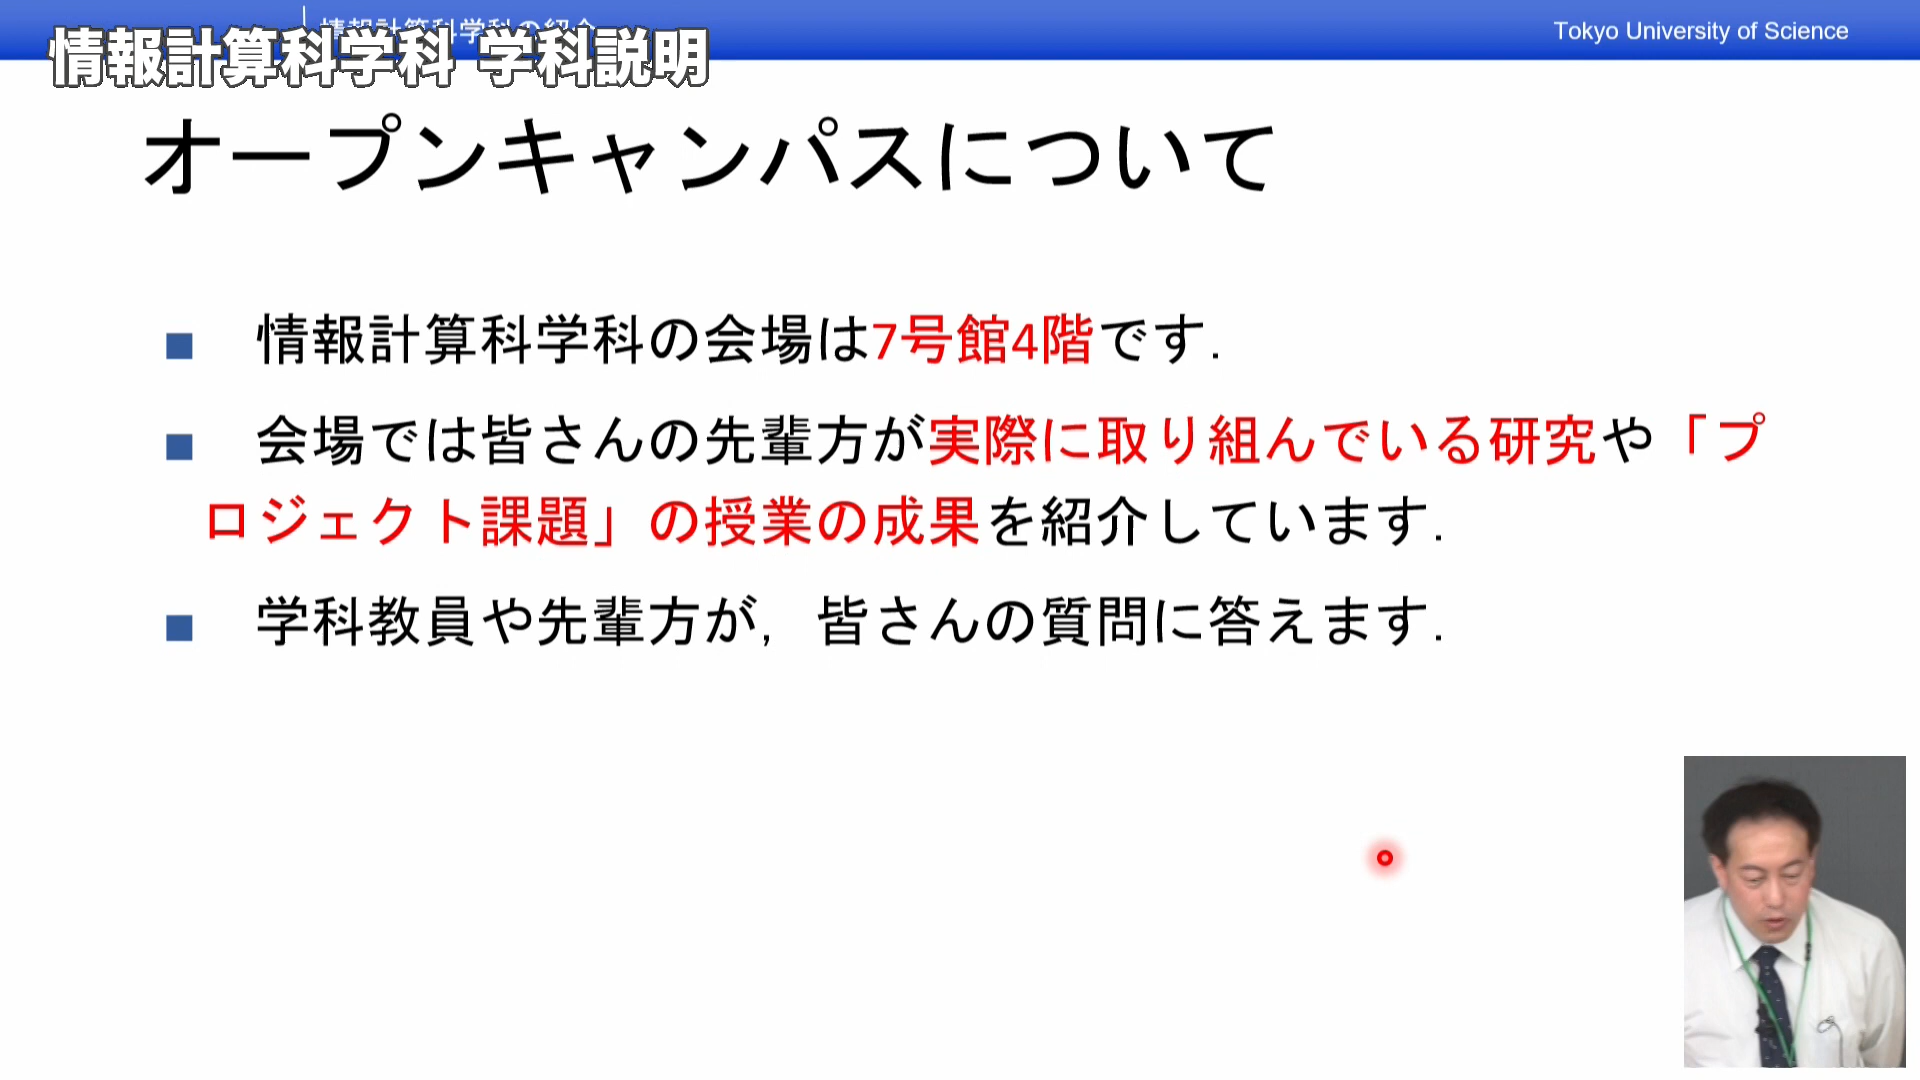 情報計算科学科の紹介
Tokyo University of Science
情報計算科学科 学科説明
オープンキャンパスについて
■ 情報計算科学科の会場は7号館4階です.
■ 会場では皆さんの先輩方が実際に取り組んでいる研究や「プ
ロジェクト課題」の授業の成果を紹介しています.
■ 学科教員や先輩方が, 皆さんの質問に答えます.